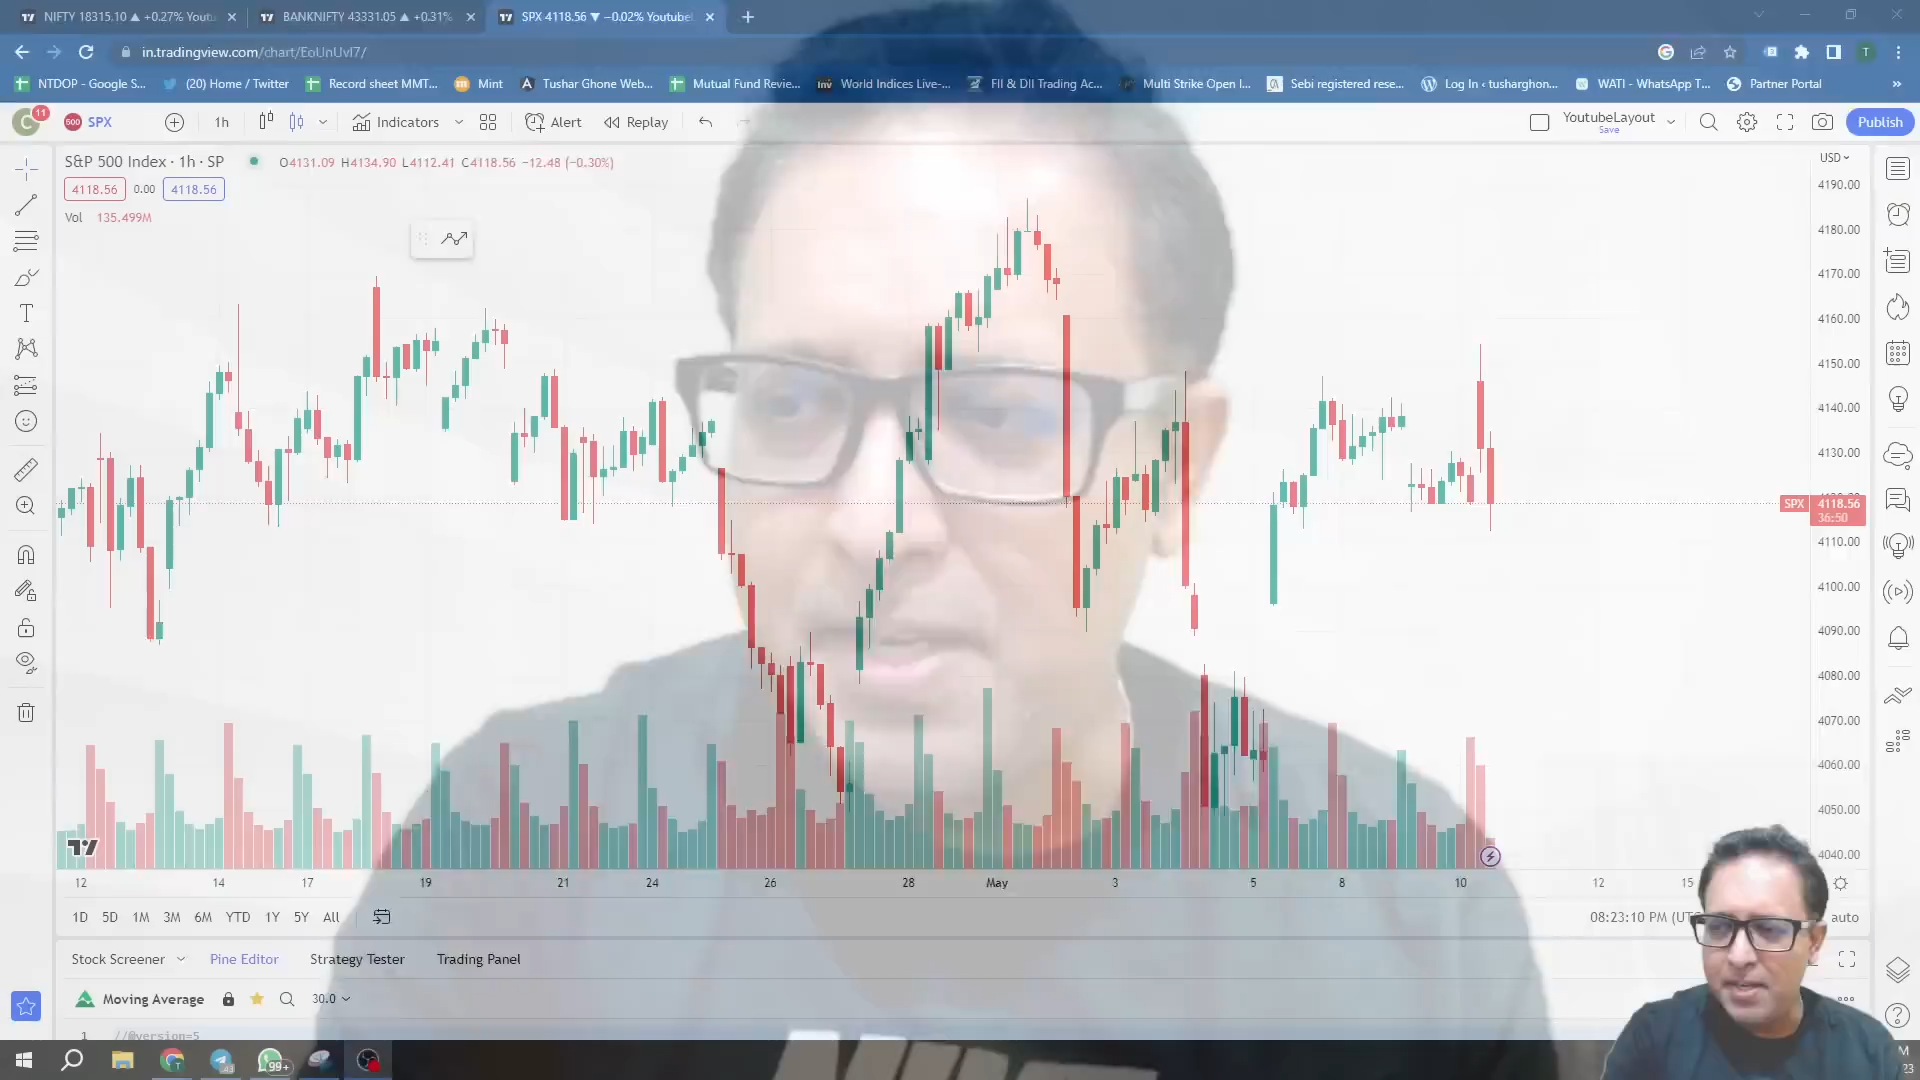 NIFTY 18315.10 ▲ +0.27% Youtu
BANKNIFTY 43331.05 ▲ +0.31%
SPX 4118.56 ▼ −0.02% Youtube
in.tradingview.com/chart/EoUnUvI7/
NTDOP - Google S...
(20) Home / Twitter
Record sheet MMT...
Mint
Tushar Ghone Web...
Mutual Fund Revie...
World Indices Live-...
FII & DII Trading Ac...
Multi Strike Open I...
Sebi registered rese...
Log In ‹ tusharghon...
WATI - WhatsApp T...
Partner Portal
»
C 11
500 SPX
1h
Indicators
Alert
Replay
YoutubeLayout
Save
Publish
S&P 500 Index · 1h · SP
O4131.09 H4134.90 L4112.41 C4118.56 −12.48 (−0.30%)
USD
4118.56 0.00 4118.56
Vol 135.499M
4190.00
4180.00
4170.00
4160.00
4150.00
4140.00
4130.00
SPX 4118.56
36:50
4110.00
4100.00
4090.00
4080.00
4070.00
4060.00
4050.00
4040.00
12 14 17 19 21 24 26 28 May 3 5 8 10 12 15
1D 5D 1M 3M 6M YTD 1Y 5Y All
08:23:10 PM (UT
auto
Stock Screener
Pine Editor
Strategy Tester
Trading Panel
Moving Average
30.0
1 //@version=5
99+
M
23